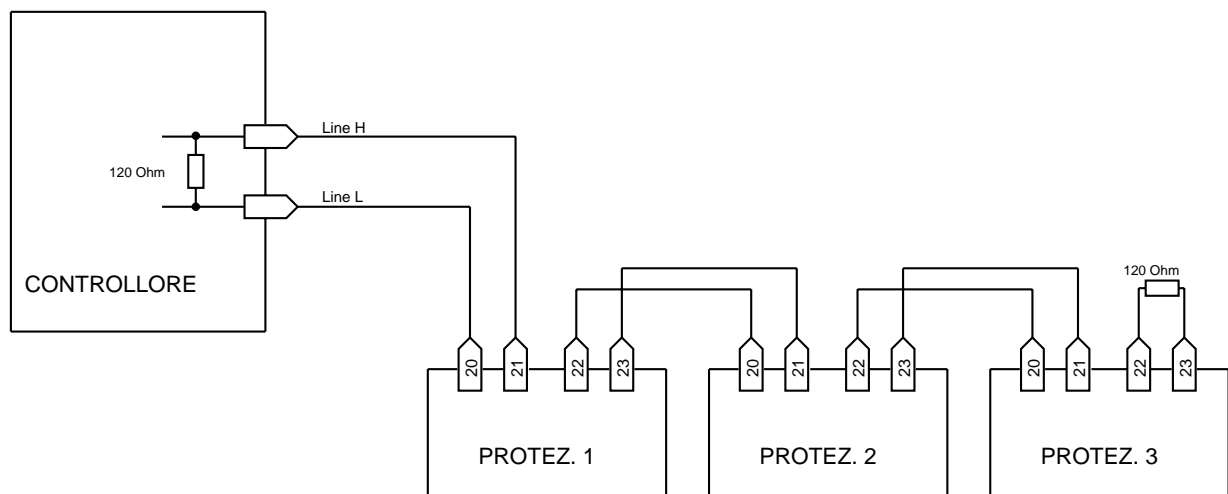 Line H
120 Ohm
Line L
CONTROLLORE
120 Ohm
20
21
22
23
20
21
22
23
20
21
22
23
PROTEZ. 1
PROTEZ. 2
PROTEZ. 3